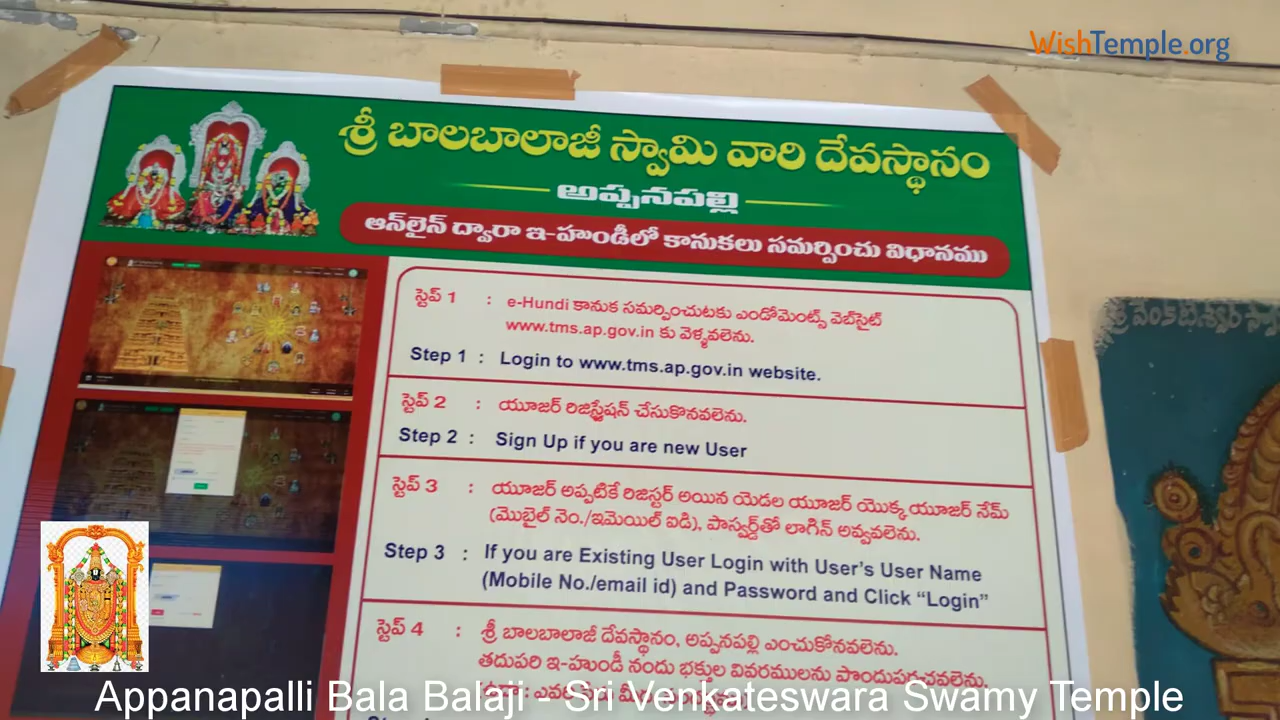 WishTemple.org
శ్రీ బాలబాలాజీ స్వామి వారి దేవస్థానం
అప్పనపల్లి
ఆన్‌లైన్ ద్వారా ఇ-హుండీలో కానుకలు సమర్పించు విధానము
స్టెప్ 1 : e-Hundi కానుక సమర్పించుటకు ఎండోమెంట్స్ వెబ్‌సైట్
www.tms.ap.gov.in కు వెళ్ళవలెను.
Step 1 : Login to www.tms.ap.gov.in website.
స్టెప్ 2 : యూజర్ రిజిస్ట్రేషన్ చేసుకొనవలెను.
Step 2 : Sign Up if you are new User
స్టెప్ 3 : యూజర్ అప్పటికే రిజిస్టర్ అయిన యెడల యూజర్ యొక్క యూజర్ నేమ్
(మొబైల్ నెం./ఇమెయిల్ ఐడి), పాస్వర్డ్‌తో లాగిన్ అవ్వవలెను.
Step 3 : If you are Existing User Login with User's User Name
(Mobile No./email id) and Password and Click “Login”
స్టెప్ 4 : శ్రీ బాలబాలాజీ దేవస్థానం, అప్పనపల్లి ఎంచుకోనవలెను.
తదుపరి ఇ-హుండీ నందు భక్తుల వివరములను పొందుపర్చవలెను.
శ్రీ వెంకటేశ్వర
Appanapalli Bala Balaji - Sri Venkateswara Swamy Temple